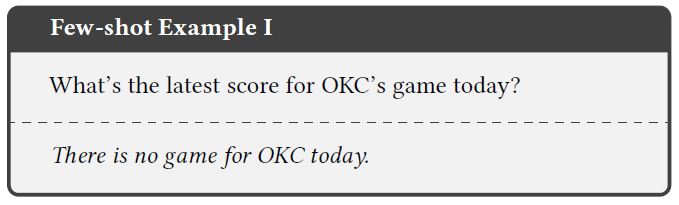 Few-shot Example I
What’s the latest score for OKC’s game today?
There is no game for OKC today.